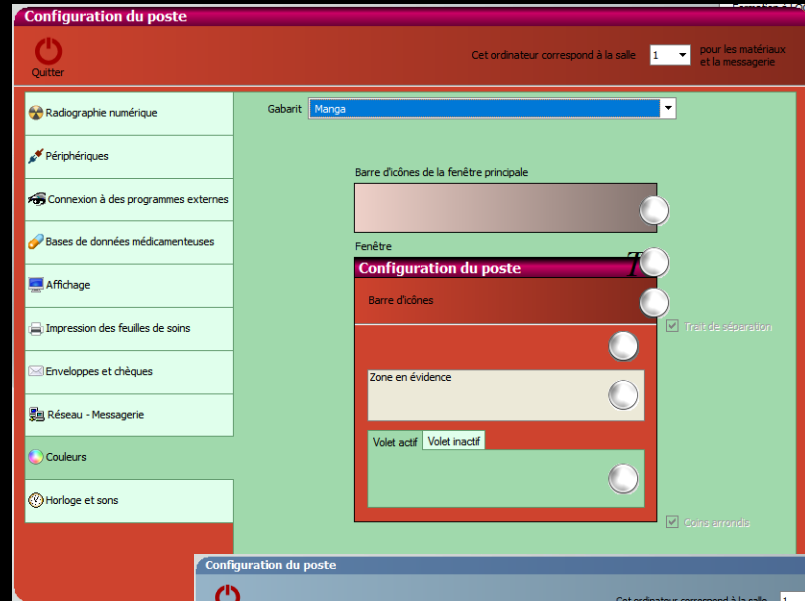 Configuration du poste
Quitter
Cet ordinateur correspond à la salle 1 pour les matériaux
et la messagerie
Radiographie numérique
Périphériques
Connexion à des programmes externes
Bases de données médicamenteuses
Affichage
Impression des feuilles de soins
Enveloppes et chèques
Réseau - Messagerie
Couleurs
Horloge et sons
Gabarit Manga
Barre d'icônes de la fenêtre principale
Fenêtre
Configuration du poste T
Barre d'icônes
Trait de séparation
Zone en évidence
Volet actif Volet inactif
Coins arrondis
Configuration du poste
Cet ordinateur correspond à la salle 1